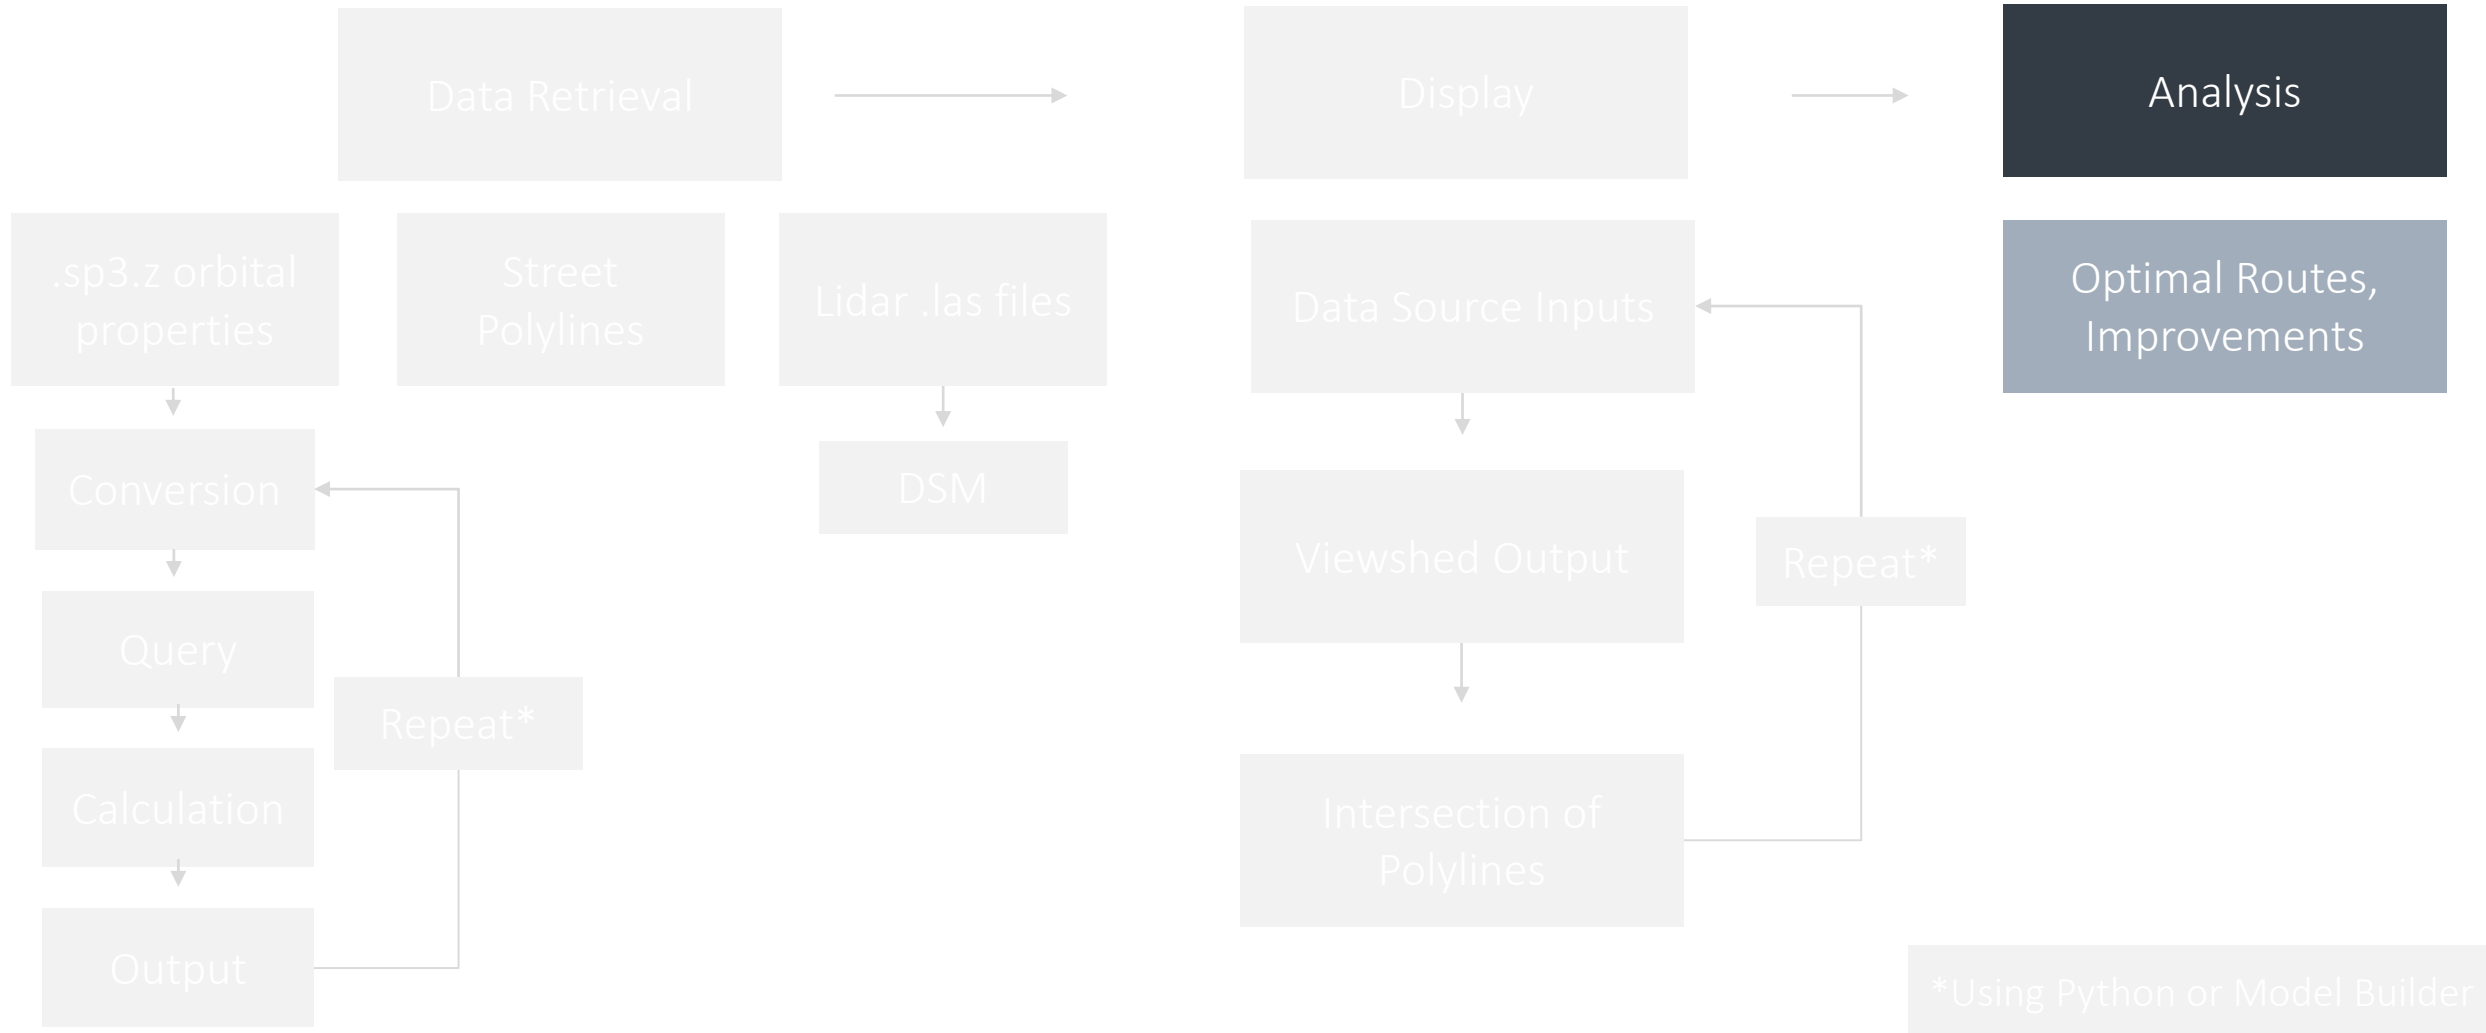 Data Retrieval
Display
Analysis
.sp3.z orbital
properties
Street
Polylines
Lidar .las files
Data Source Inputs
Optimal Routes,
Improvements
Conversion
DSM
Viewshed Output
Repeat*
Query
Repeat*
Calculation
Intersection of
Polylines
Output
*Using Python or Model Builder